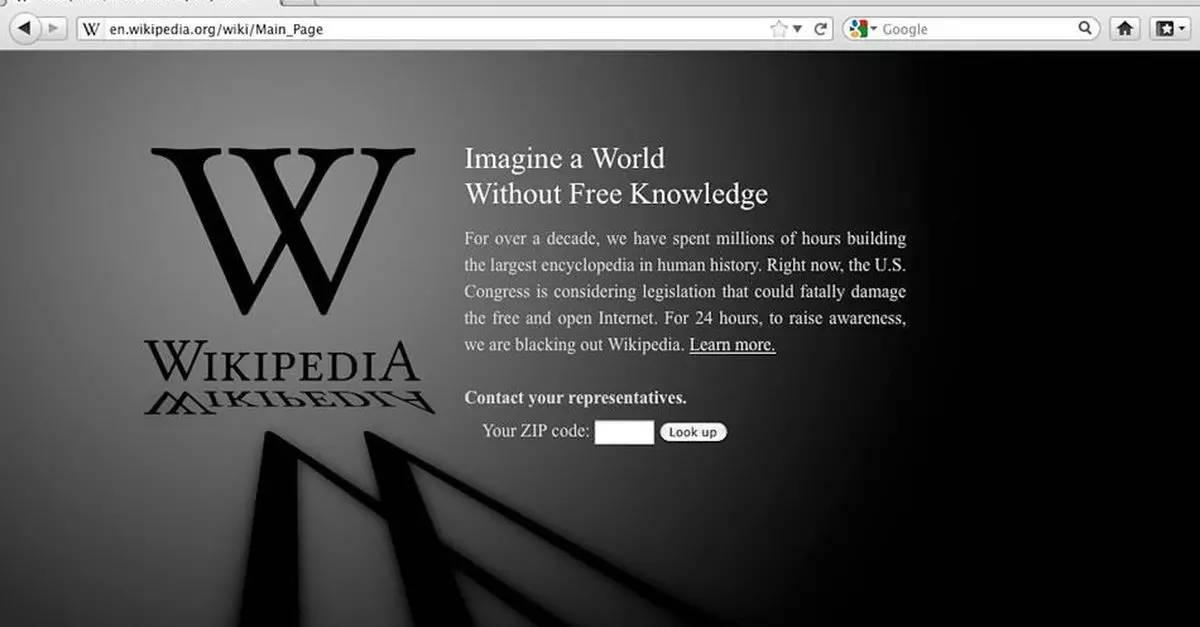 W en.wikipedia.org/wiki/Main_Page
Google
W
Imagine a World
Without Free Knowledge
For over a decade, we have spent millions of hours building
the largest encyclopedia in human history. Right now, the U.S.
Congress is considering legislation that could fatally damage
the free and open Internet. For 24 hours, to raise awareness,
we are blacking out Wikipedia. Learn more.
WIKIPEDIA
Contact your representatives.
Your ZIP code:
Look up